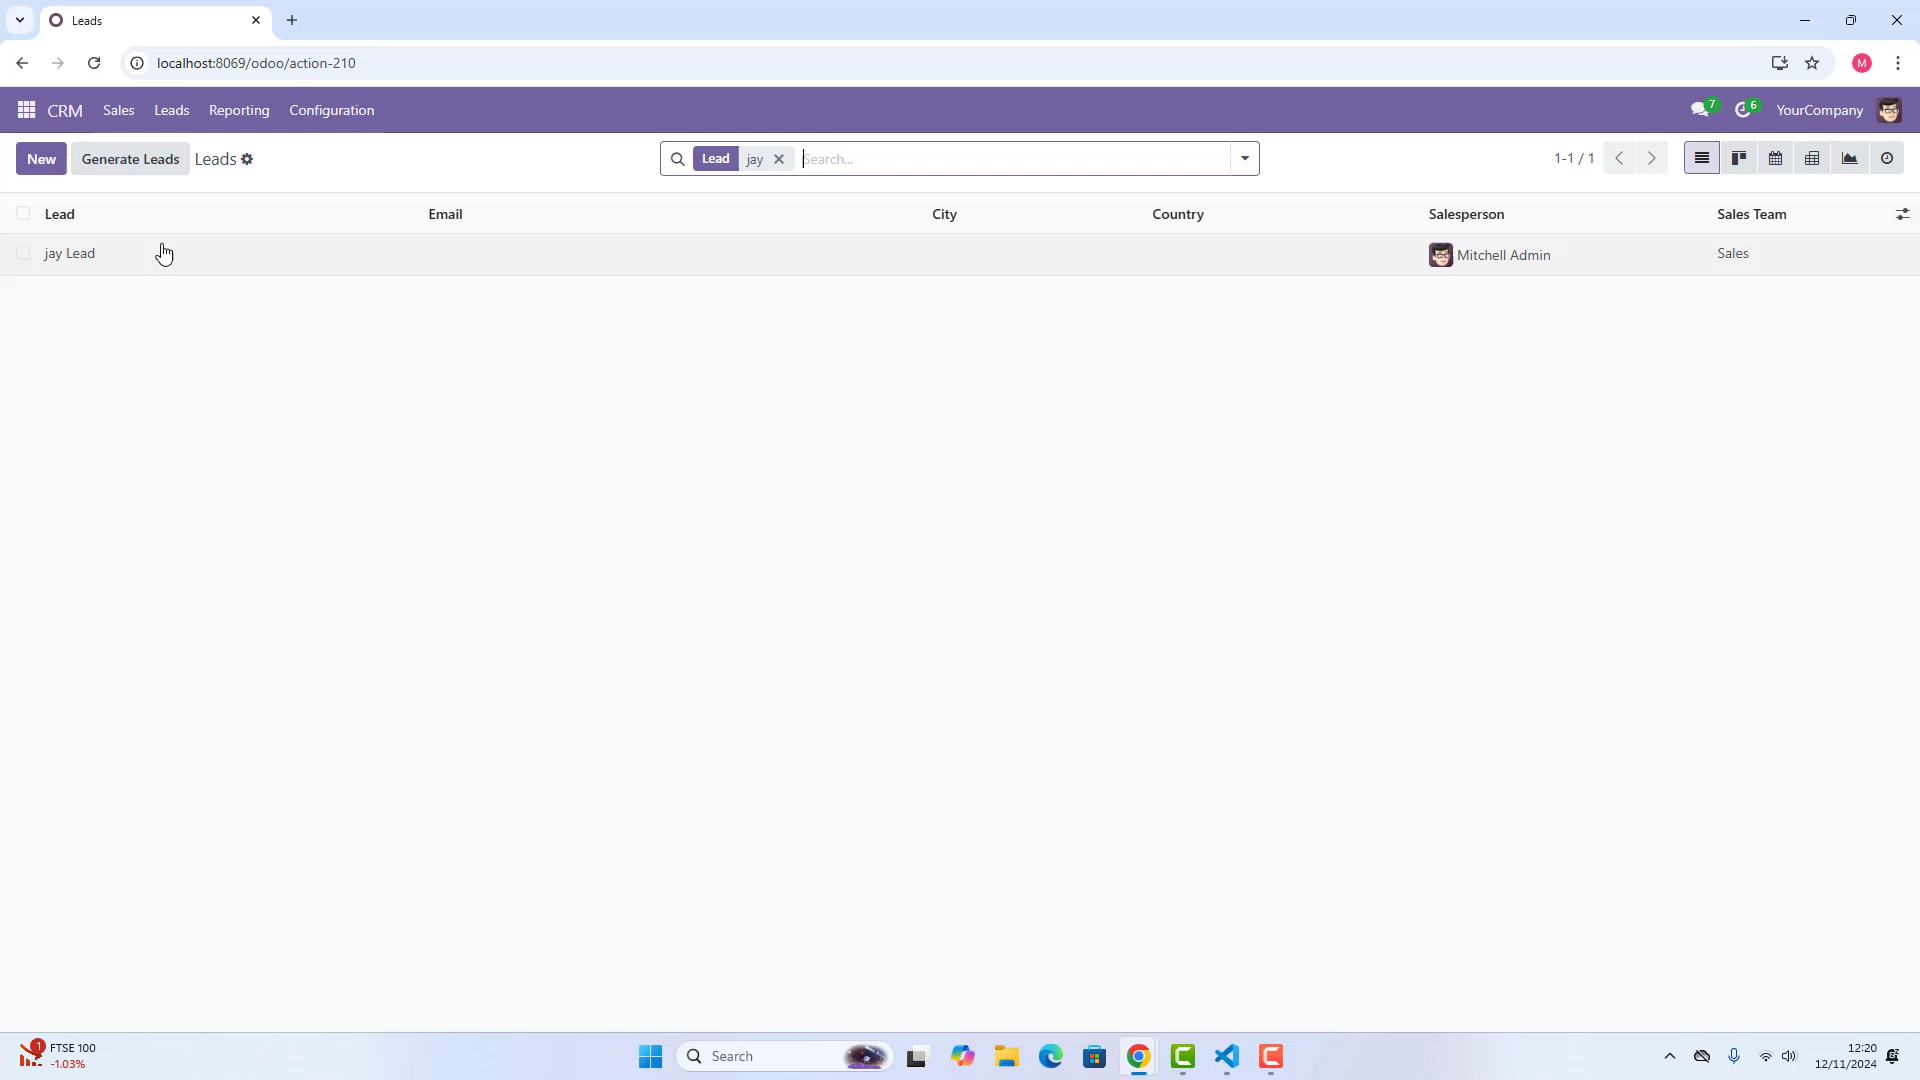 Leads
localhost:8069/odoo/action-210
M
CRM Sales Leads Reporting Configuration 7 6 YourCompany
New Generate Leads Leads Lead jay Search... 1-1 / 1
Lead Email City Country Salesperson Sales Team
jay Lead Mitchell Admin Sales
1 FTSE 100
-1.03%
Search
12:20
12/11/2024